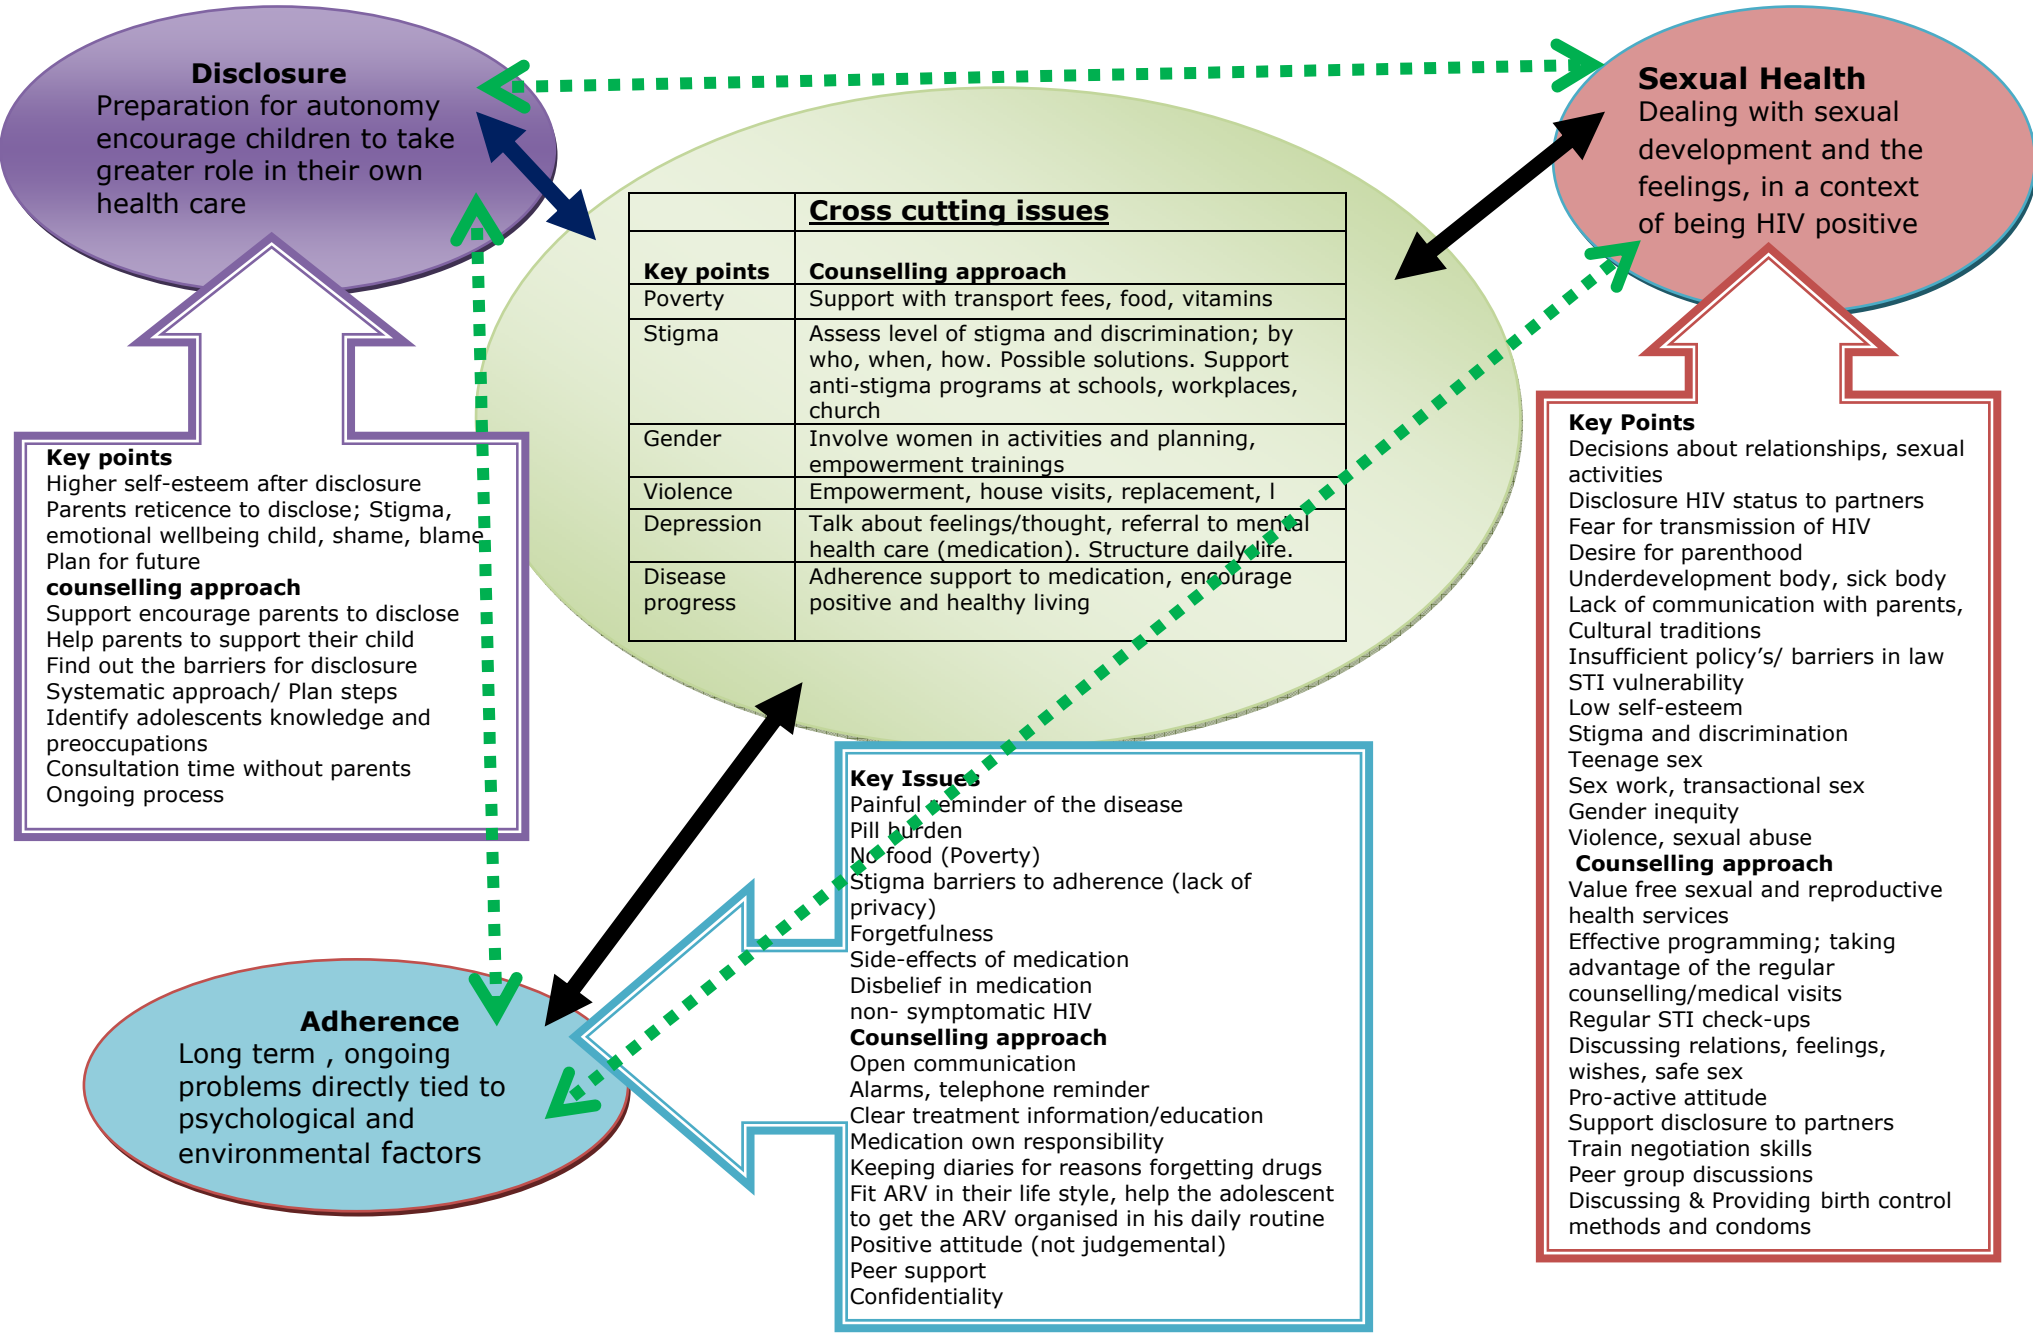 Disclosure
Preparation for autonomy
encourage children to take
greater role in their own
health care
Key points
Higher self-esteem after disclosure
Parents reticence to disclose; Stigma,
emotional wellbeing child, shame, blame
Plan for future
counselling approach
Support encourage parents to disclose
Help parents to support their child
Find out the barriers for disclosure
Systematic approach/ Plan steps
Identify adolescents knowledge and
preoccupations
Consultation time without parents
Ongoing process
Cross cutting issues
Key points Counselling approach
Poverty Support with transport fees, food, vitamins
Stigma Assess level of stigma and discrimination; by
who, when, how. Possible solutions. Support
anti-stigma programs at schools, workplaces,
church
Gender Involve women in activities and planning,
empowerment trainings
Violence Empowerment, house visits, replacement, l
Depression Talk about feelings/thought, referral to mental
health care (medication). Structure daily life.
Disease Adherence support to medication, encourage
progress positive and healthy living
Sexual Health
Dealing with sexual
development and the
feelings, in a context
of being HIV positive
Key Points
Decisions about relationships, sexual
activities
Disclosure HIV status to partners
Fear for transmission of HIV
Desire for parenthood
Underdevelopment body, sick body
Lack of communication with parents,
Cultural traditions
Insufficient policy's/ barriers in law
STI vulnerability
Low self-esteem
Stigma and discrimination
Teenage sex
Sex work, transactional sex
Gender inequity
Violence, sexual abuse
Counselling approach
Value free sexual and reproductive
health services
Effective programming; taking
advantage of the regular
counselling/medical visits
Regular STI check-ups
Discussing relations, feelings,
wishes, safe sex
Pro-active attitude
Support disclosure to partners
Train negotiation skills
Peer group discussions
Discussing & Providing birth control
methods and condoms
Adherence
Long term , ongoing
problems directly tied to
psychological and
environmental factors
Key Issues
Painful reminder of the disease
Pill burden
No food (Poverty)
Stigma barriers to adherence (lack of
privacy)
Forgetfulness
Side-effects of medication
Disbelief in medication
non- symptomatic HIV
Counselling approach
Open communication
Alarms, telephone reminder
Clear treatment information/education
Medication own responsibility
Keeping diaries for reasons forgetting drugs
Fit ARV in their life style, help the adolescent
to get the ARV organised in his daily routine
Positive attitude (not judgemental)
Peer support
Confidentiality